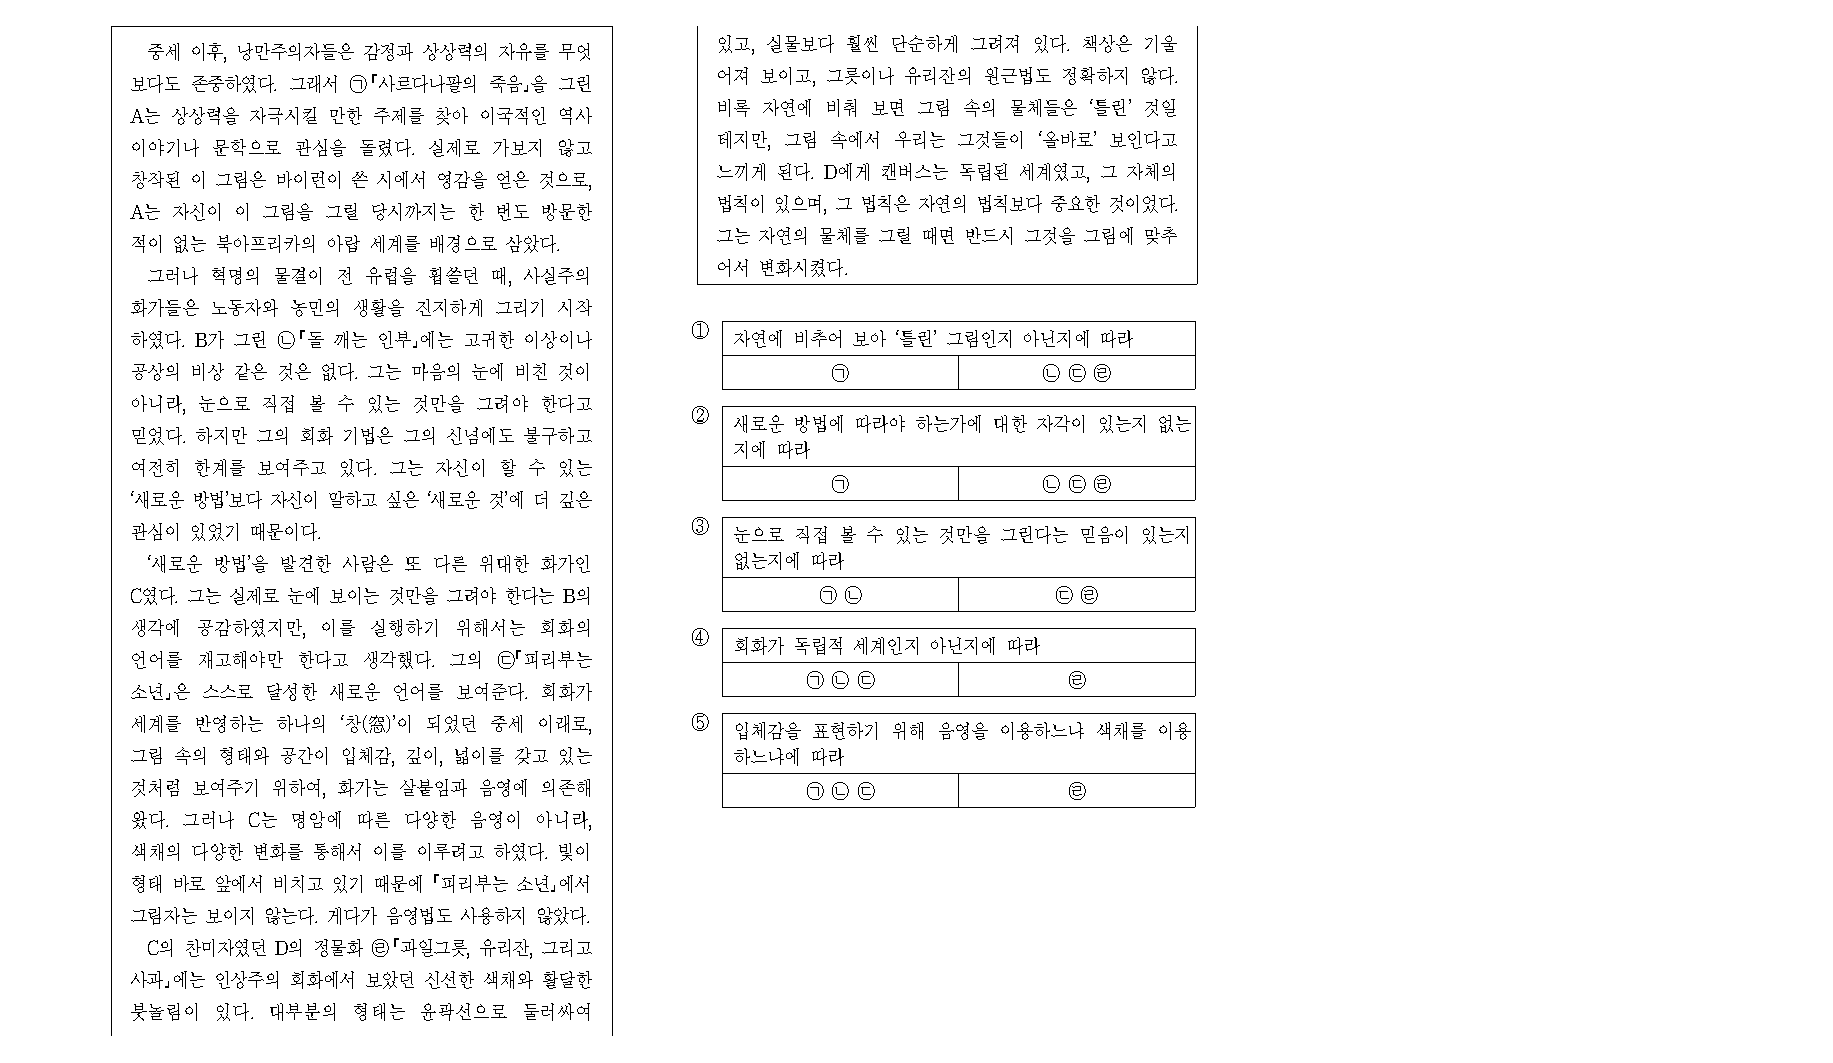 중세 이후, 낭만주의자들은 감정과 상상력의 자유를 무엇
보다도 존중하였다. 그래서 ㉠『사르다나팔의 죽음』을 그린
A는 상상력을 자극시킬 만한 주제를 찾아 이국적인 역사
이야기나 문학으로 관심을 돌렸다. 실제로 가보지 않고
창작된 이 그림은 바이런이 쓴 시에서 영감을 얻은 것으로,
A는 자신이 이 그림을 그릴 당시까지는 한 번도 방문한
적이 없는 북아프리카의 아랍 세계를 배경으로 삼았다.
그러나 혁명의 물결이 전 유럽을 휩쓸던 때, 사실주의
화가들은 노동자와 농민의 생활을 진지하게 그리기 시작
하였다. B가 그린 ㉡『돌 깨는 인부』에는 고귀한 이상이나
공상의 비상 같은 것은 없다. 그는 마음의 눈에 비친 것이
아니라, 눈으로 직접 볼 수 있는 것만을 그려야 한다고
믿었다. 하지만 그의 회화 기법은 그의 신념에도 불구하고
여전히 한계를 보여주고 있다. 그는 자신이 할 수 있는
‘새로운 방법’보다 자신이 말하고 싶은 ‘새로운 것’에 더 깊은
관심이 있었기 때문이다.
‘새로운 방법’을 발견한 사람은 또 다른 위대한 화가인
C였다. 그는 실제로 눈에 보이는 것만을 그려야 한다는 B의
생각에 공감하였지만, 이를 실행하기 위해서는 회화의
언어를 재고해야만 한다고 생각했다. 그의 ㉢『피리부는
소년』은 스스로 달성한 새로운 언어를 보여준다. 회화가
세계를 반영하는 하나의 ‘창(窓)’이 되었던 중세 이래로,
그림 속의 형태와 공간이 입체감, 깊이, 넓이를 갖고 있는
것처럼 보여주기 위하여, 화가는 살붙임과 음영에 의존해
왔다. 그러나 C는 명암에 따른 다양한 음영이 아니라,
색채의 다양한 변화를 통해서 이를 이루려고 하였다. 빛이
형태 바로 앞에서 비치고 있기 때문에 『피리부는 소년』에서
그림자는 보이지 않는다. 게다가 음영법도 사용하지 않았다.
C의 찬미자였던 D의 정물화 ㉣『과일그릇, 유리잔, 그리고
사과』에는 인상주의 회화에서 보았던 신선한 색채와 활달한
붓놀림이 있다. 대부분의 형태는 윤곽선으로 둘러싸여
있고, 실물보다 훨씬 단순하게 그려져 있다. 책상은 기울
어져 보이고, 그릇이나 유리잔의 원근법도 정확하지 않다.
비록 자연에 비춰 보면 그림 속의 물체들은 ‘틀린’ 것일
테지만, 그림 속에서 우리는 그것들이 ‘올바로’ 보인다고
느끼게 된다. D에게 캔버스는 독립된 세계였고, 그 자체의
법칙이 있으며, 그 법칙은 자연의 법칙보다 중요한 것이었다.
그는 자연의 물체를 그릴 때면 반드시 그것을 그림에 맞추
어서 변화시켰다.
① 자연에 비추어 보아 ‘틀린’ 그림인지 아닌지에 따라
㉠ ㉡ ㉢ ㉣
② 새로운 방법에 따라야 하는가에 대한 자각이 있는지 없는
지에 따라
㉠ ㉡ ㉢ ㉣
③ 눈으로 직접 볼 수 있는 것만을 그린다는 믿음이 있는지
없는지에 따라
㉠ ㉡ ㉢ ㉣
④ 회화가 독립적 세계인지 아닌지에 따라
㉠ ㉡ ㉢ ㉣
⑤ 입체감을 표현하기 위해 음영을 이용하느냐 색채를 이용
하느냐에 따라
㉠ ㉡ ㉢ ㉣